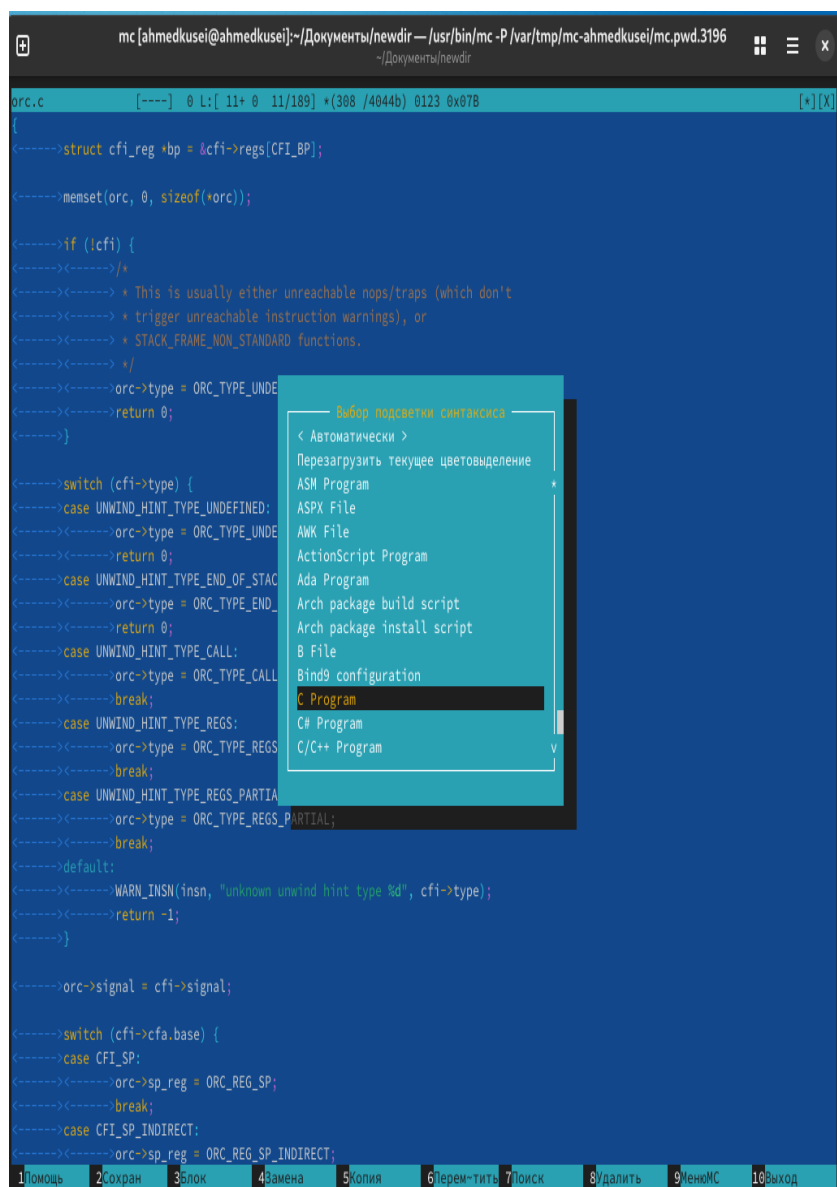 mc [ahmedkusei@ahmedkusei]:~/Документы/newdir — /usr/bin/mc -P /var/tmp/mc-ahmedkusei/mc.pwd.3196
~/Документы/newdir
orc.c [----] 0 L:[ 11+ 0 11/189] *(308 /4044b) 0123 0x07B [*][X]
{
<------>struct cfi_reg *bp = &cfi->regs[CFI_BP];
<------>memset(orc, 0, sizeof(*orc));
<------>if (!cfi) {
<------><------>/*
<------><------> * This is usually either unreachable nops/traps (which don't
<------><------> * trigger unreachable instruction warnings), or
<------><------> * STACK_FRAME_NON_STANDARD functions.
<------><------> */
<------><------>orc->type = ORC_TYPE_UNDE
<------><------>return 0;
<------>}
<------>switch (cfi->type) {
<------>case UNWIND_HINT_TYPE_UNDEFINED:
<------><------>orc->type = ORC_TYPE_UNDE
<------><------>return 0;
<------>case UNWIND_HINT_TYPE_END_OF_STAC
<------><------>orc->type = ORC_TYPE_END_
<------><------>return 0;
<------>case UNWIND_HINT_TYPE_CALL:
<------><------>orc->type = ORC_TYPE_CALL
<------><------>break;
<------>case UNWIND_HINT_TYPE_REGS:
<------><------>orc->type = ORC_TYPE_REGS
<------><------>break;
<------>case UNWIND_HINT_TYPE_REGS_PARTIA
<------><------>orc->type = ORC_TYPE_REGS_PARTIAL;
<------><------>break;
<------>default:
<------><------>WARN_INSN(insn, "unknown unwind hint type %d", cfi->type);
<------><------>return -1;
<------>}
<------>orc->signal = cfi->signal;
<------>switch (cfi->cfa.base) {
<------>case CFI_SP:
<------><------>orc->sp_reg = ORC_REG_SP;
<------><------>break;
<------>case CFI_SP_INDIRECT:
<------><------>orc->sp_reg = ORC_REG_SP_INDIRECT;
Выбор подсветки синтаксиса
< Автоматически >
Перезагрузить текущее цветовыделение
ASM Program *
ASPX File
AWK File
ActionScript Program
Ada Program
Arch package build script
Arch package install script
B File
Bind9 configuration
C Program
C# Program
C/C++ Program v
1Помощь 2Сохран 3Блок 4Замена 5Копия 6Перем~тить 7Поиск 8Удалить 9МенюMC 10Выход